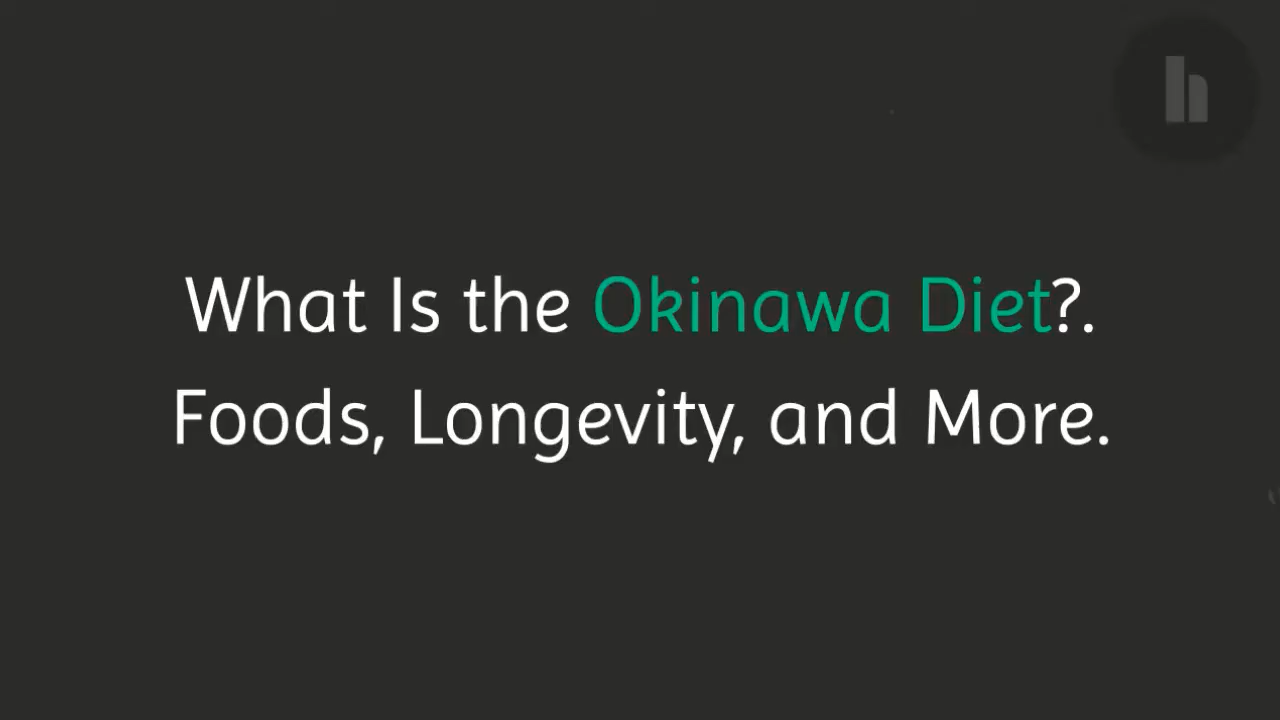 What Is the Okinawa Diet?.
Foods, Longevity, and More.
h